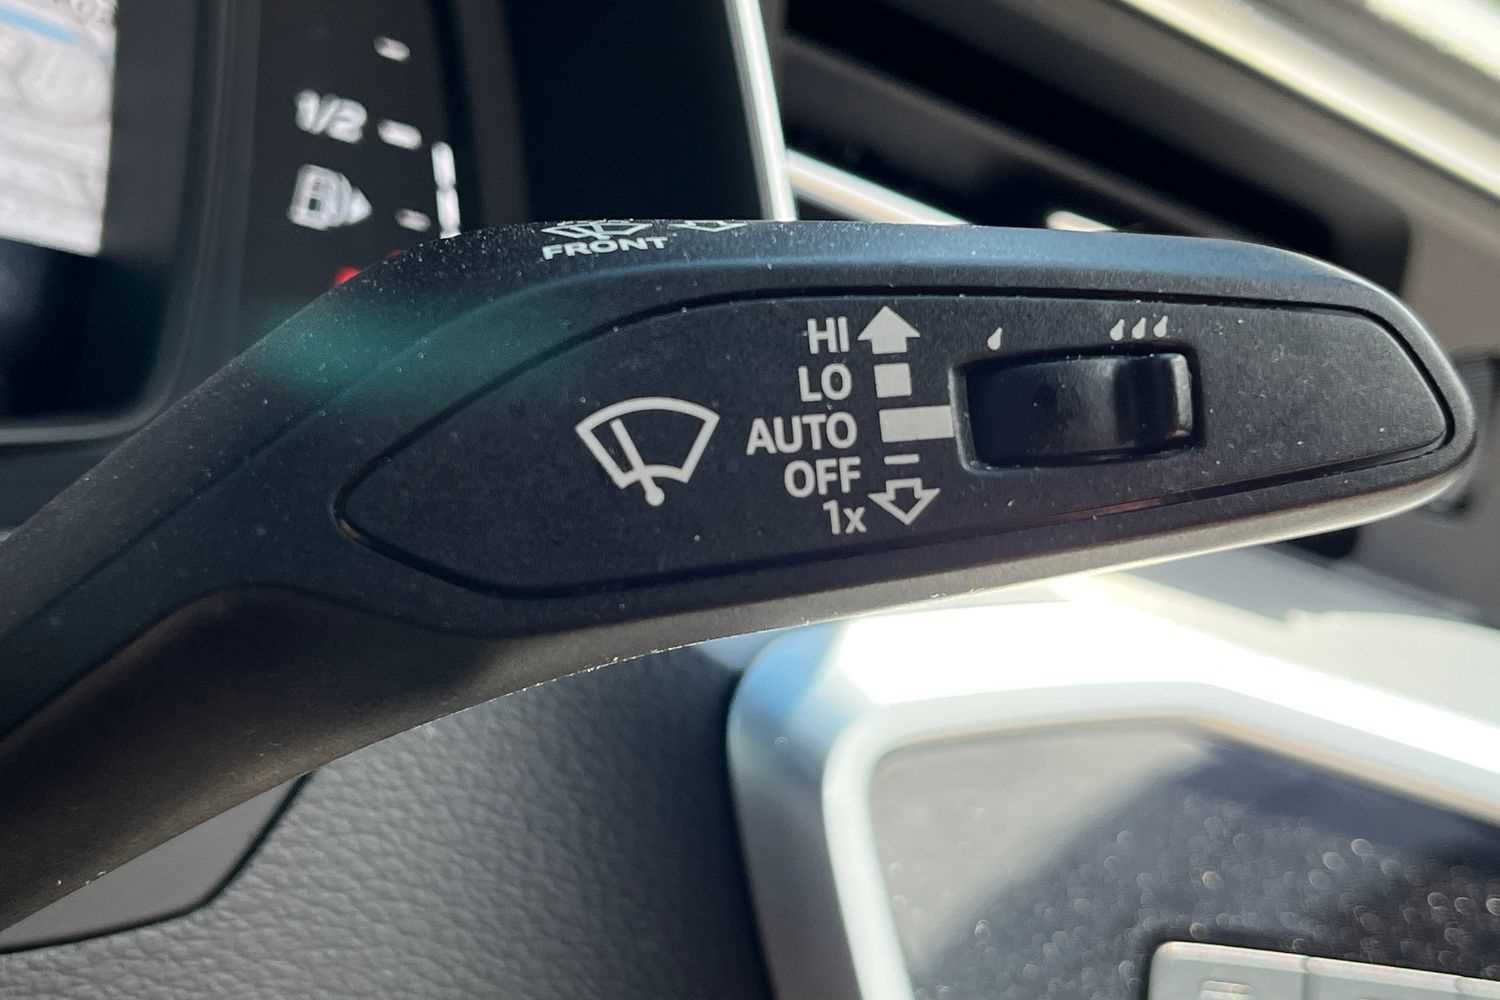 1/2
FRONT
HI
LO
AUTO
OFF
1x